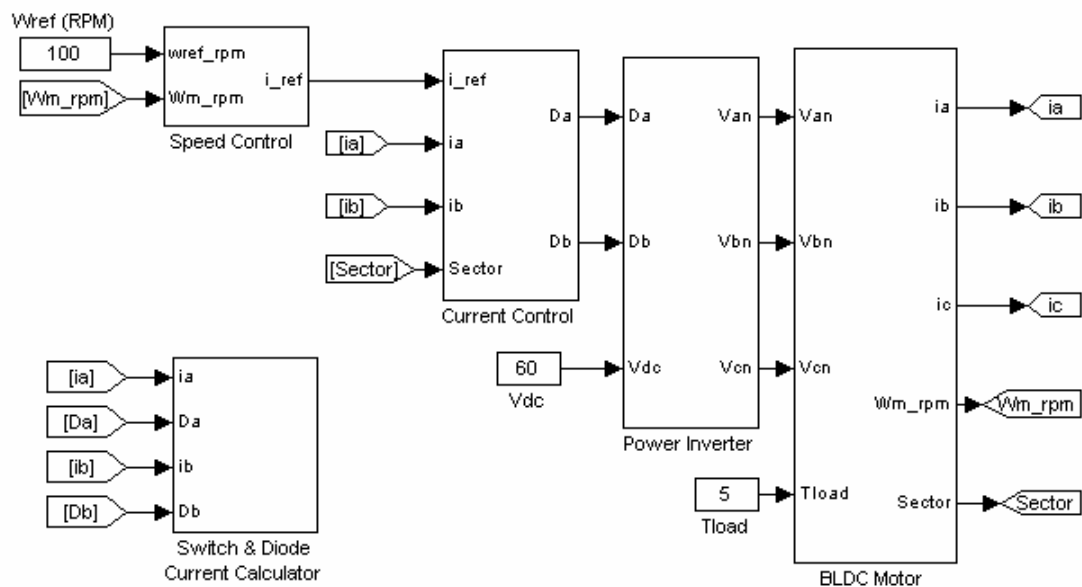 Wref (RPM)
100
[Wm_rpm]
wref_rpm
Wm_rpm
i_ref
Speed Control
[ia]
[ib]
[Sector]
i_ref
ia
ib
Sector
Da
Db
Current Control
60
Vdc
Da
Db
Vdc
Van
Vbn
Vcn
Power Inverter
5
Tload
Van
Vbn
Vcn
Tload
ia
ib
ic
Wm_rpm
Sector
BLDC Motor
ia
ib
ic
Wm_rpm
Sector
[ia]
[Da]
[ib]
[Db]
ia
Da
ib
Db
Switch & Diode
Current Calculator